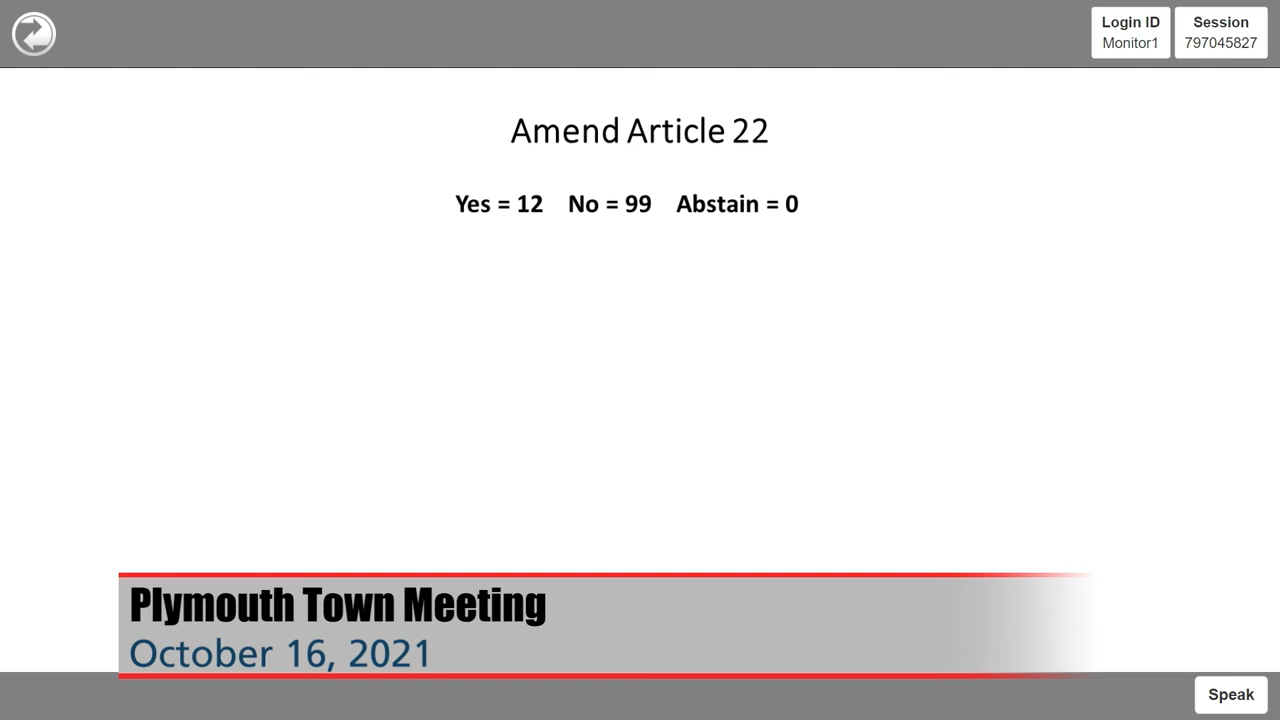 Login ID
Monitor1
Session
797045827
Amend Article 22
Yes = 12 No = 99 Abstain = 0
Plymouth Town Meeting
October 16, 2021
Speak